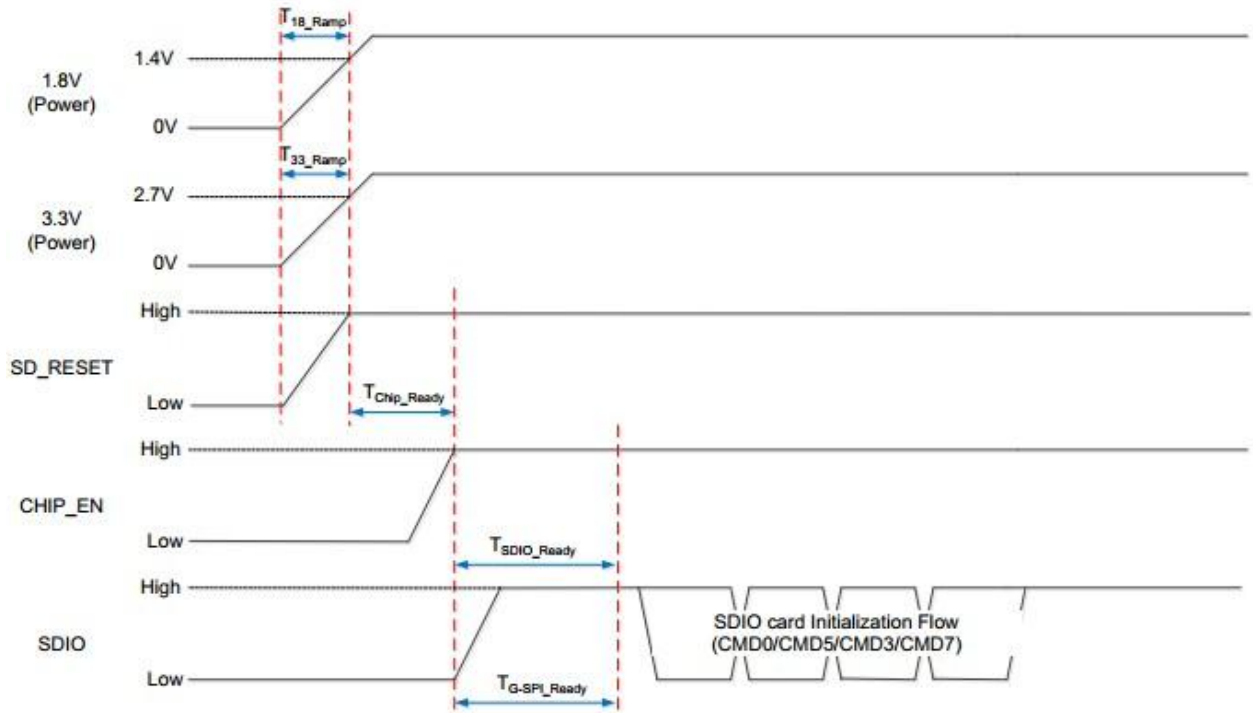 T18_Ramp
1.4V
1.8V
(Power)
0V
T33_Ramp
2.7V
3.3V
(Power)
0V
High
SD_RESET
Low
TChip_Ready
High
CHIP_EN
Low
TSDIO_Ready
High
SDIO card Initialization Flow
(CMD0/CMD5/CMD3/CMD7)
SDIO
Low
TG-SPI_Ready